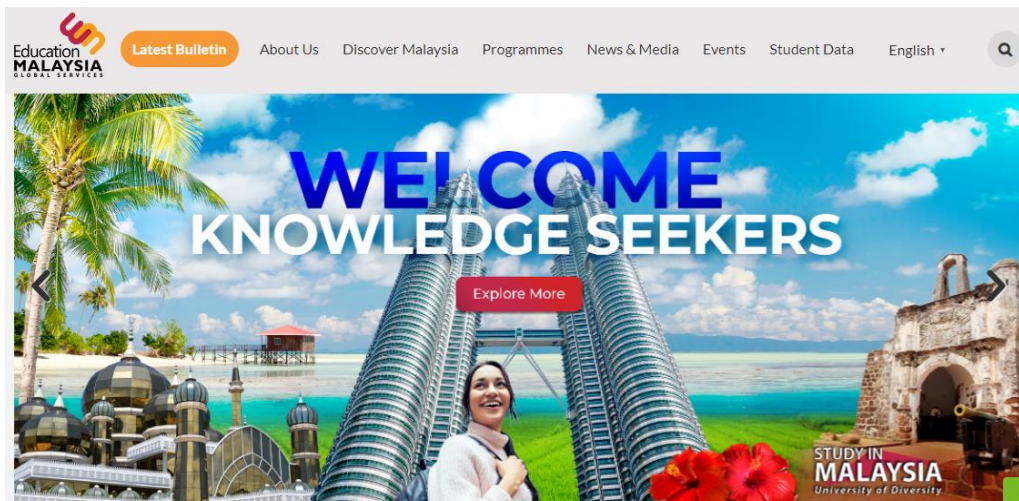 Education
MALAYSIA
GLOBAL SERVICES
Latest Bulletin
About Us
Discover Malaysia
Programmes
News & Media
Events
Student Data
English
WELCOME
KNOWLEDGE SEEKERS
Explore More
STUDY IN
MALAYSIA
University of Diversity